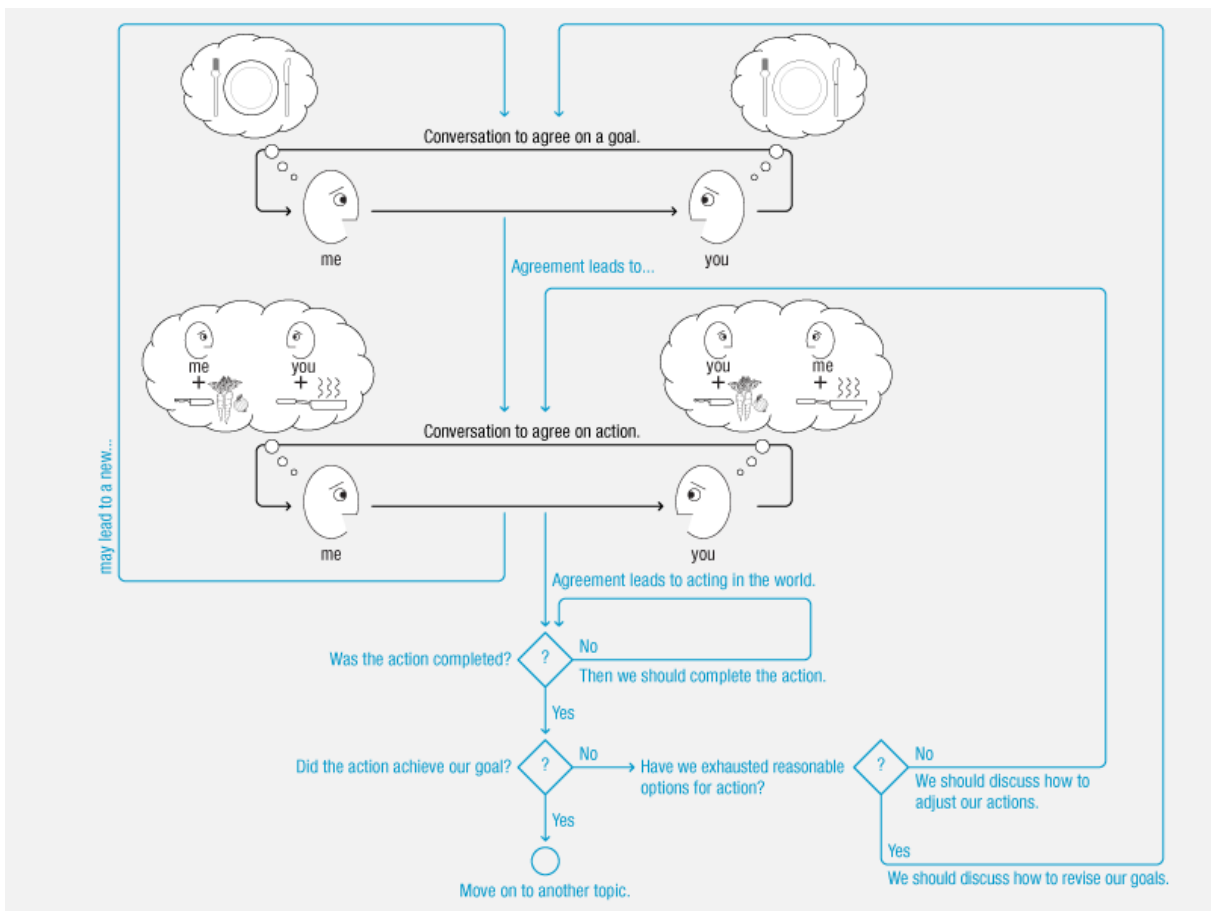 Conversation to agree on a goal.
me
you
Agreement leads to...
me
you
+
+
you
me
+
+
Conversation to agree on action.
may lead to a new...
me
you
Agreement leads to acting in the world.
Was the action completed?
?
No
Then we should complete the action.
Yes
Did the action achieve our goal?
?
No
Have we exhausted reasonable
options for action?
?
No
We should discuss how to
adjust our actions.
Yes
Move on to another topic.
Yes
We should discuss how to revise our goals.